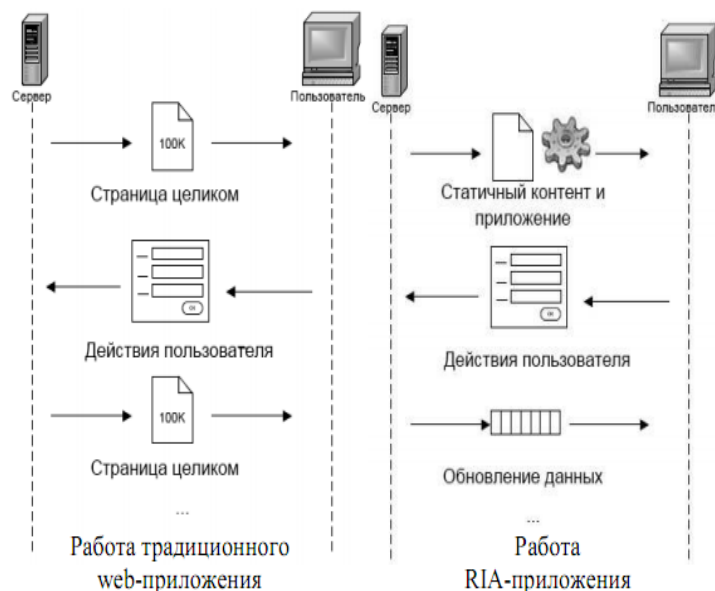 Сервер
Пользователь
100K
Страница целиком
Действия пользователя
100K
Страница целиком
...
Работа традиционного
web-приложения
Сервер
Пользовател
Статичный контент и
приложение
Действия пользователя
Обновление данных
...
Работа
RIA-приложения